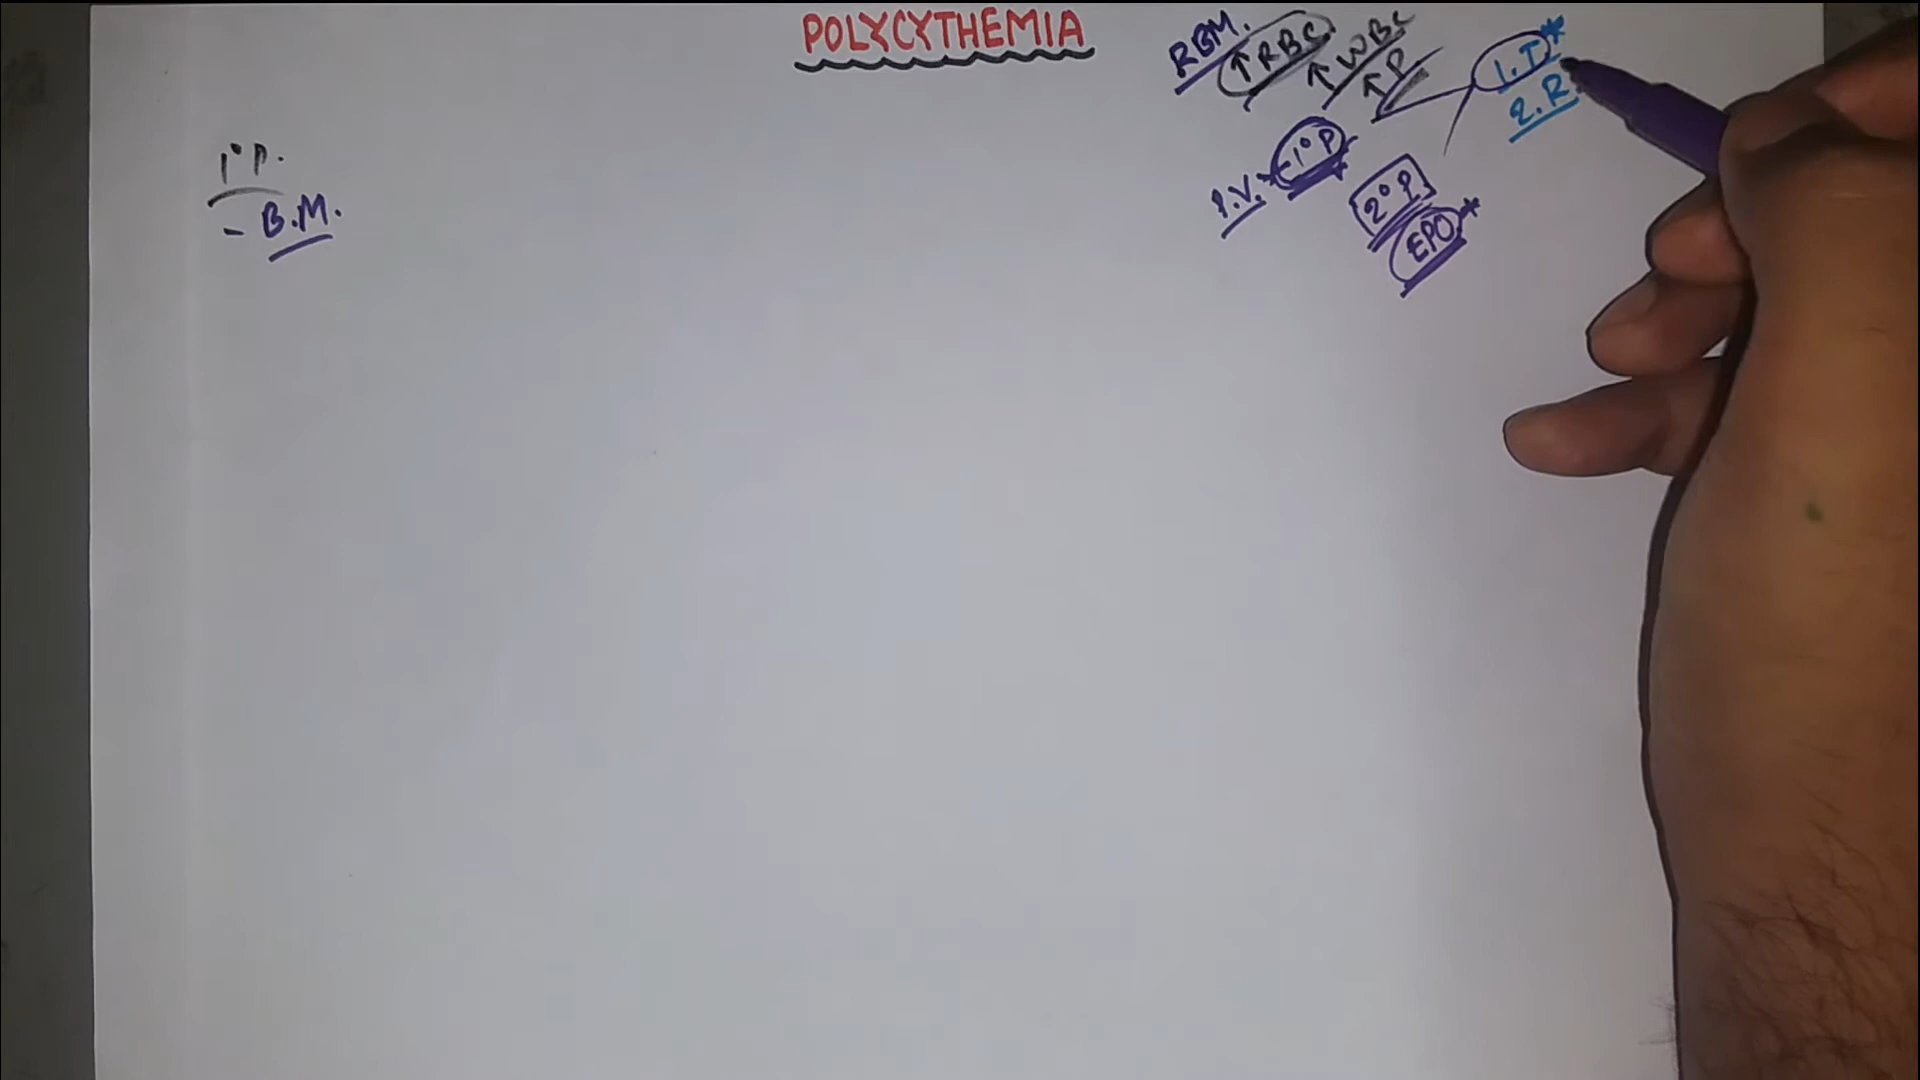 POLYCYTHEMIA
RBM.
↑RBC
↑WBC
↑P
1. T*
2. R
P.V. 1° P
2° P
EPO*
1° P.
- B.M.